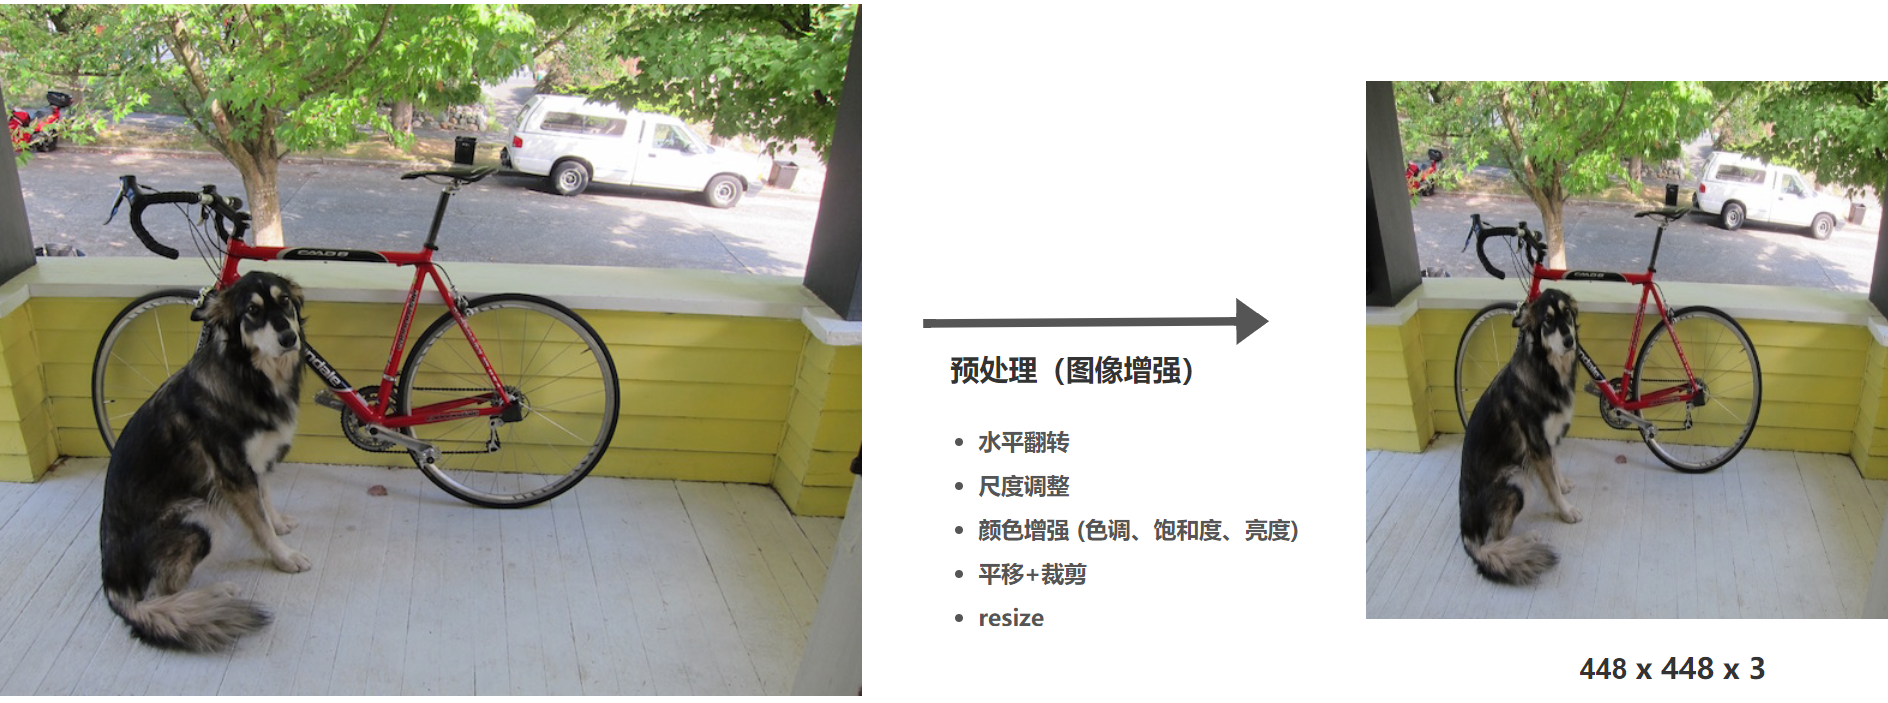 预处理（图像增强）
水平翻转
尺度调整
颜色增强 (色调、饱和度、亮度)
平移+裁剪
resize
448 x 448 x 3